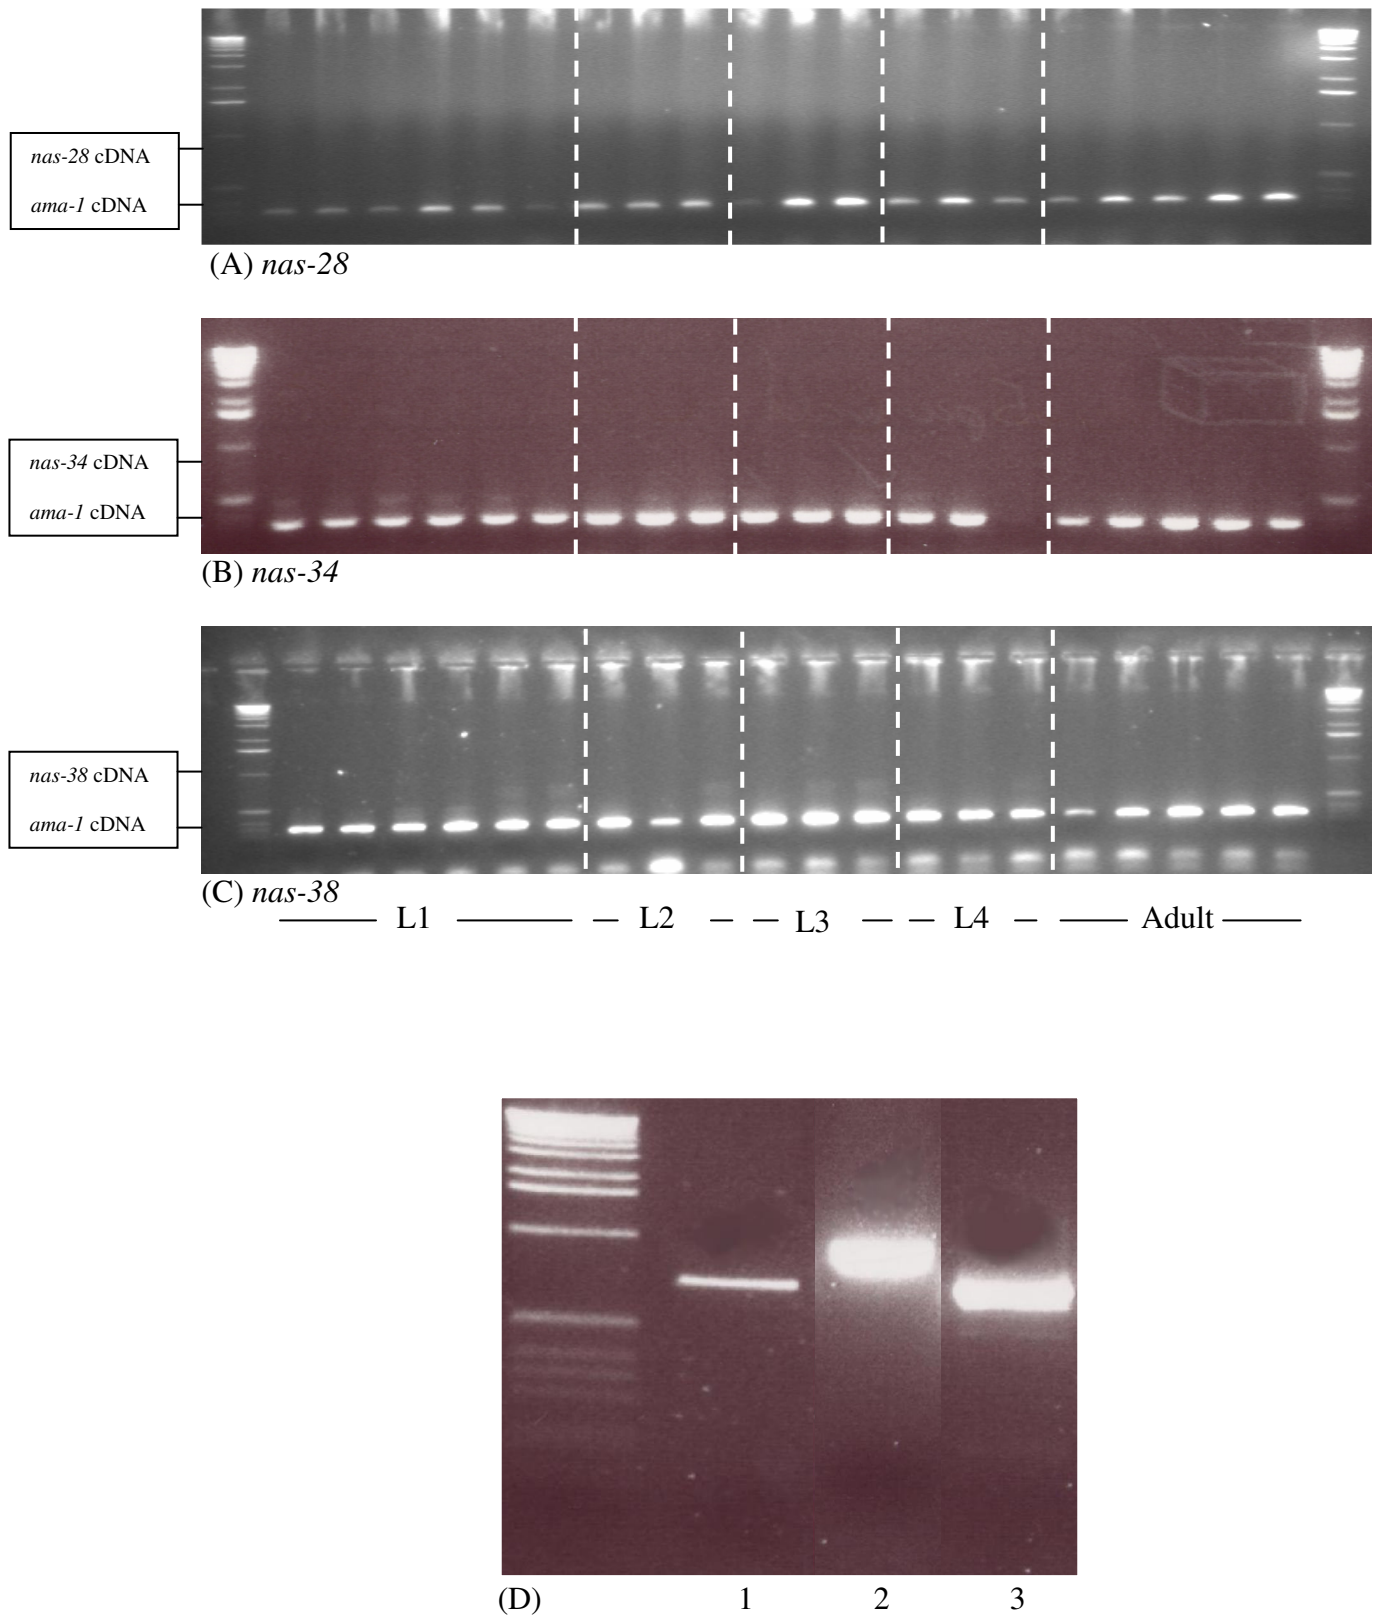 nas-28 cDNA
ama-1 cDNA
(A) nas-28
nas-34 cDNA
ama-1 cDNA
(B) nas-34
nas-38 cDNA
ama-1 cDNA
(C) nas-38
L1 L2 L3 L4 Adult
(D) 1 2 3